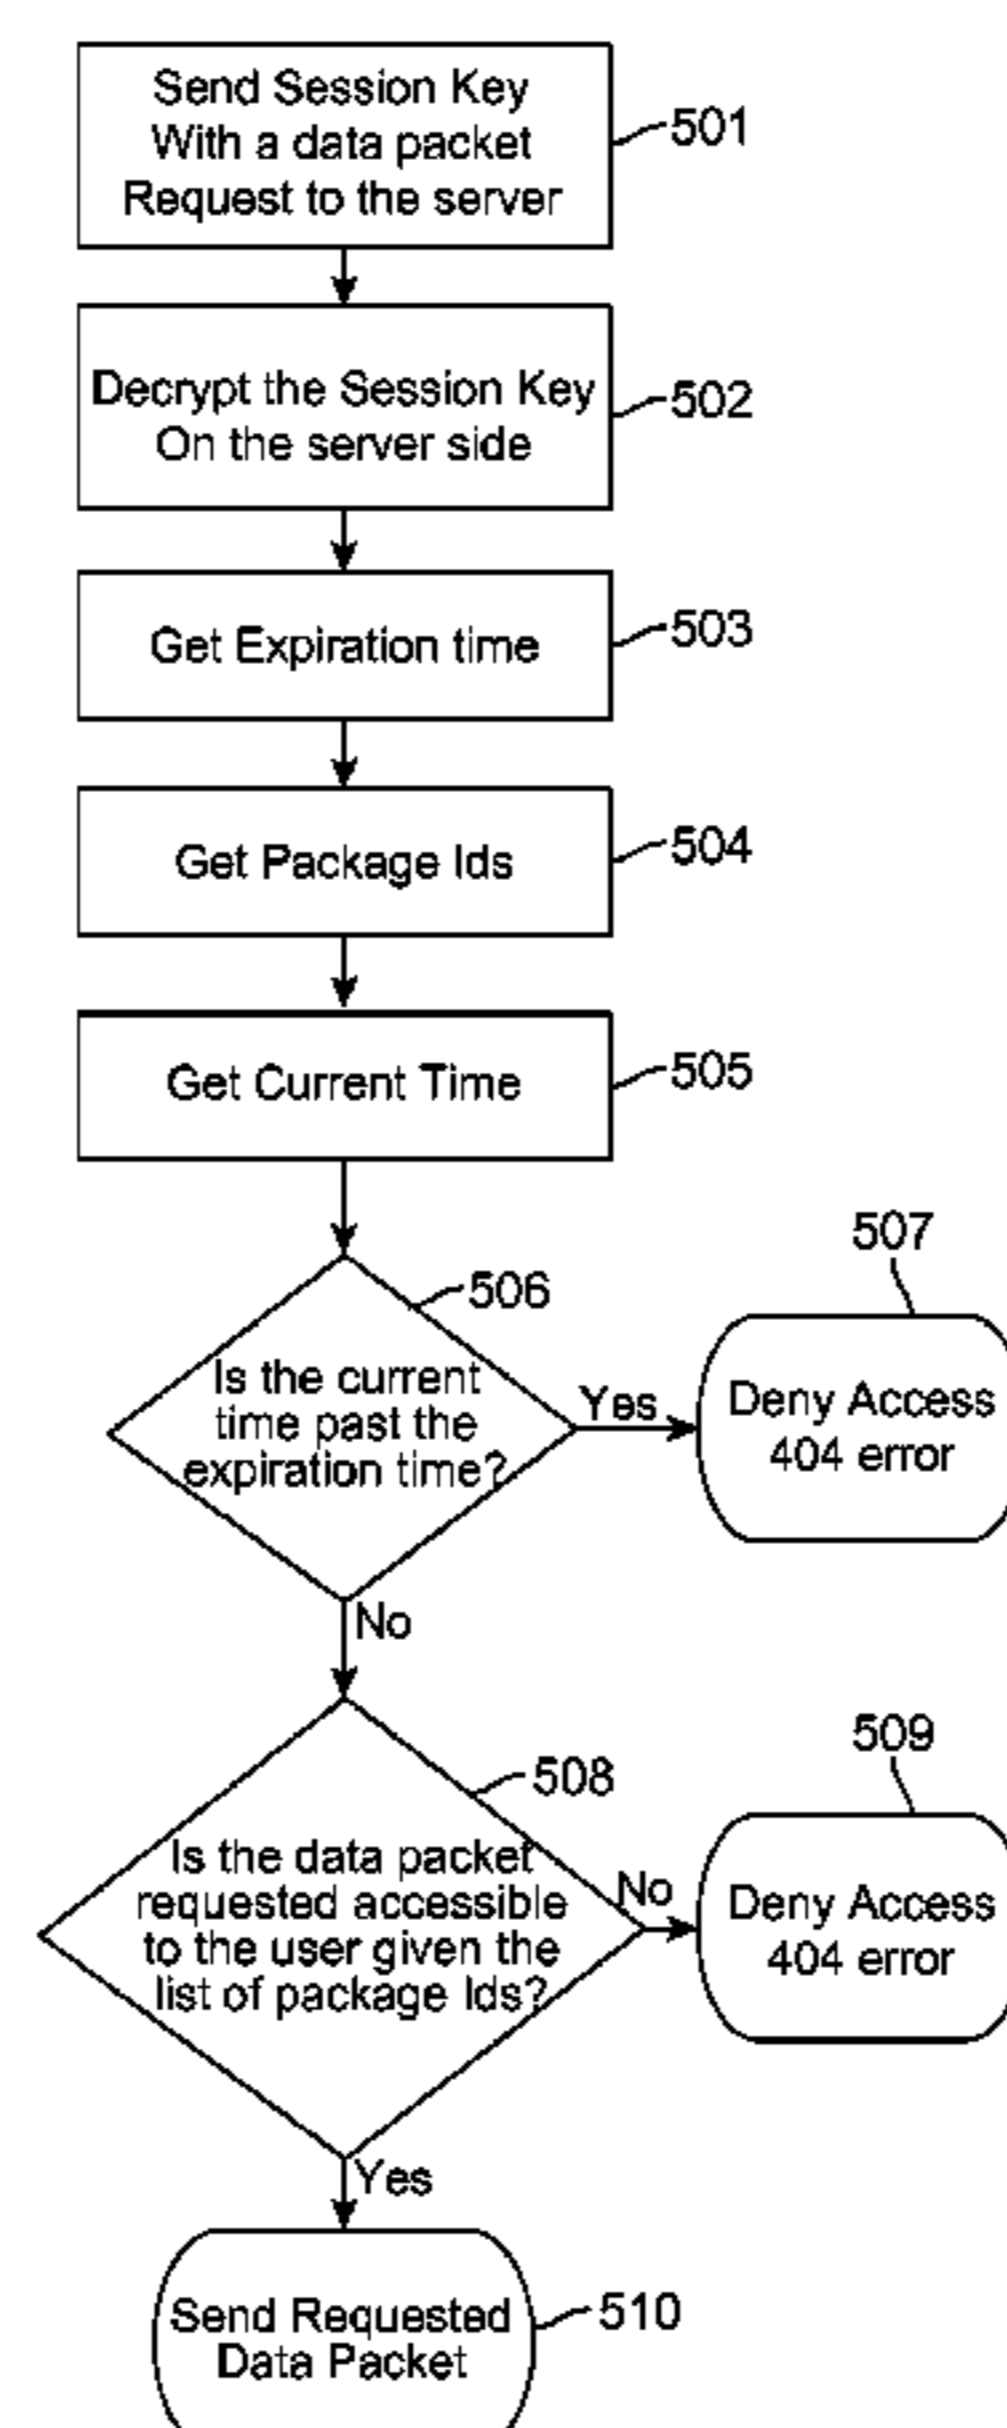 Send Session Key
With a data packet
Request to the server
501
Decrypt the Session Key
On the server side
502
Get Expiration time
503
Get Package Ids
504
Get Current Time
505
506
Is the current
time past the
expiration time?
Yes
507
Deny Access
404 error
No
508
Is the data packet
requested accessible
to the user given the
list of package Ids?
No
509
Deny Access
404 error
Yes
Send Requested
Data Packet
510